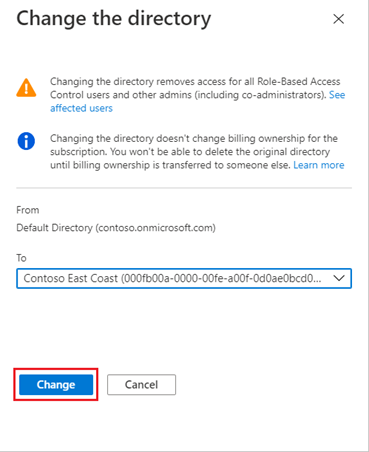 Change the directory
Changing the directory removes access for all Role-Based Access
Control users and other admins (including co-administrators). See
affected users
Changing the directory doesn't change billing ownership for the
subscription. You won't be able to delete the original directory
until billing ownership is transferred to someone else. Learn more
From
Default Directory (contoso.onmicrosoft.com)
To
Contoso East Coast (000fb00a-0000-00fe-a00f-0d0ae0bcd0...
Change
Cancel